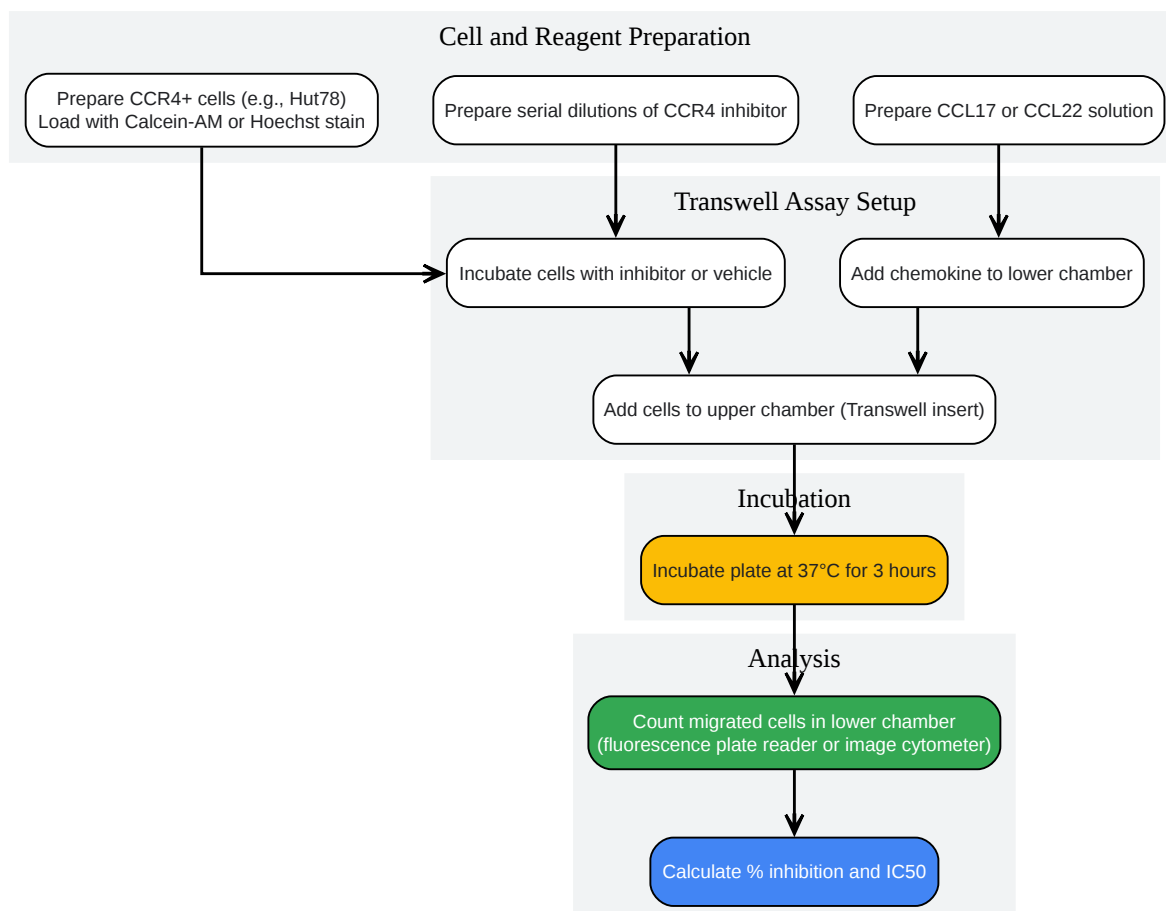 Cell and Reagent Preparation
Prepare CCR4+ cells (e.g., Hut78)
Load with Calcein-AM or Hoechst stain
Prepare serial dilutions of CCR4 inhibitor
Prepare CCL17 or CCL22 solution
Transwell Assay Setup
Incubate cells with inhibitor or vehicle
Add chemokine to lower chamber
Add cells to upper chamber (Transwell insert)
Incubation
Incubate plate at 37°C for 3 hours
Analysis
Count migrated cells in lower chamber
(fluorescence plate reader or image cytometer)
Calculate % inhibition and IC50